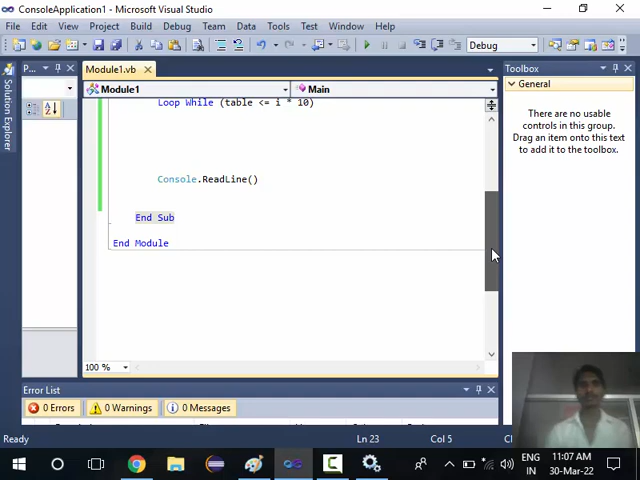 ConsoleApplication1 - Microsoft Visual Studio
File Edit View Project Build Debug Team Data Tools Test Window Help
Debug
P...
Module1.vb
Toolbox
Module1
Main
General
Solution Explorer
There are no usable
controls in this group.
Drag an item onto this text
to add it to the toolbox.
Loop While (table <= i * 10)
Console.ReadLine()
End Sub
End Module
100 %
Error List
0 Errors
0 Warnings
0 Messages
Ready
Ln 23
Col 5
ENG
IN
11:07 AM
30-Mar-22